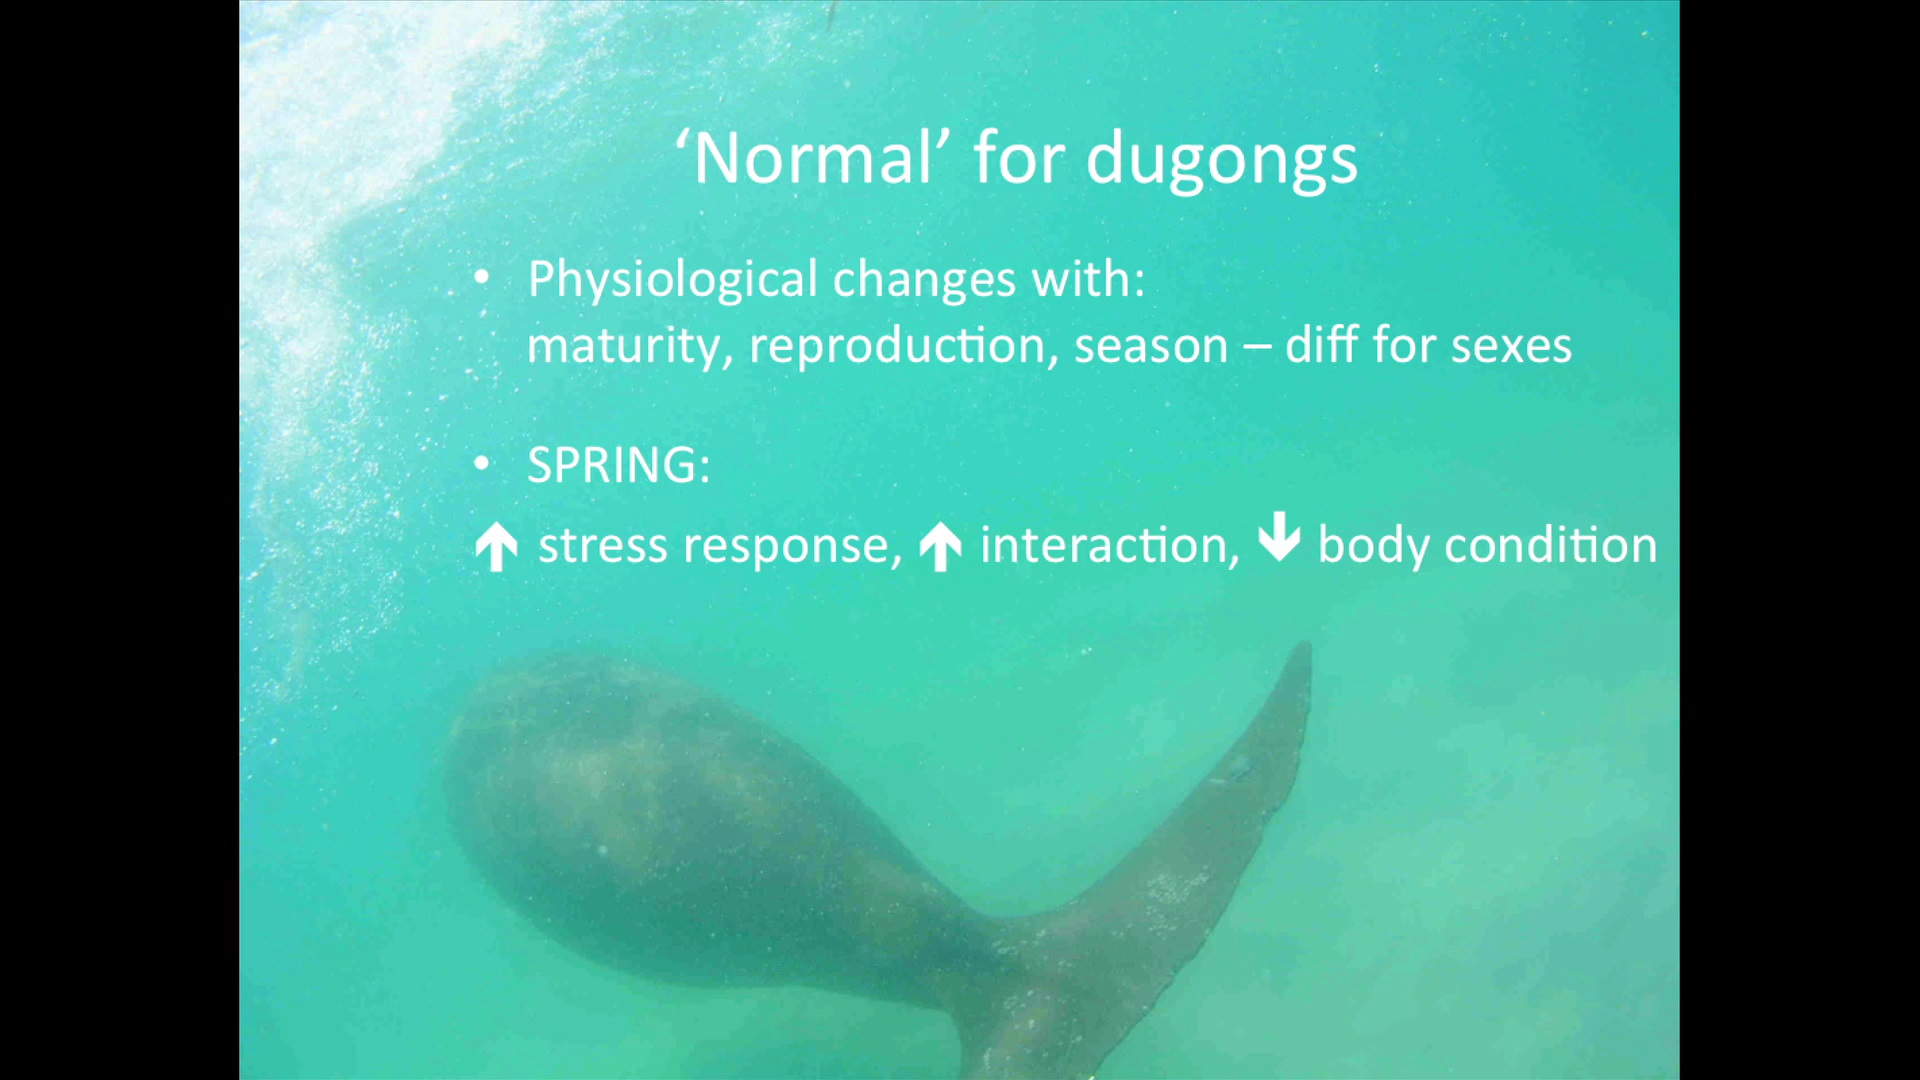 ‘Normal’ for dugongs
• Physiological changes with:
maturity, reproduction, season – diff for sexes
• SPRING:
🡹 stress response, 🡹 interaction, 🡻 body condition